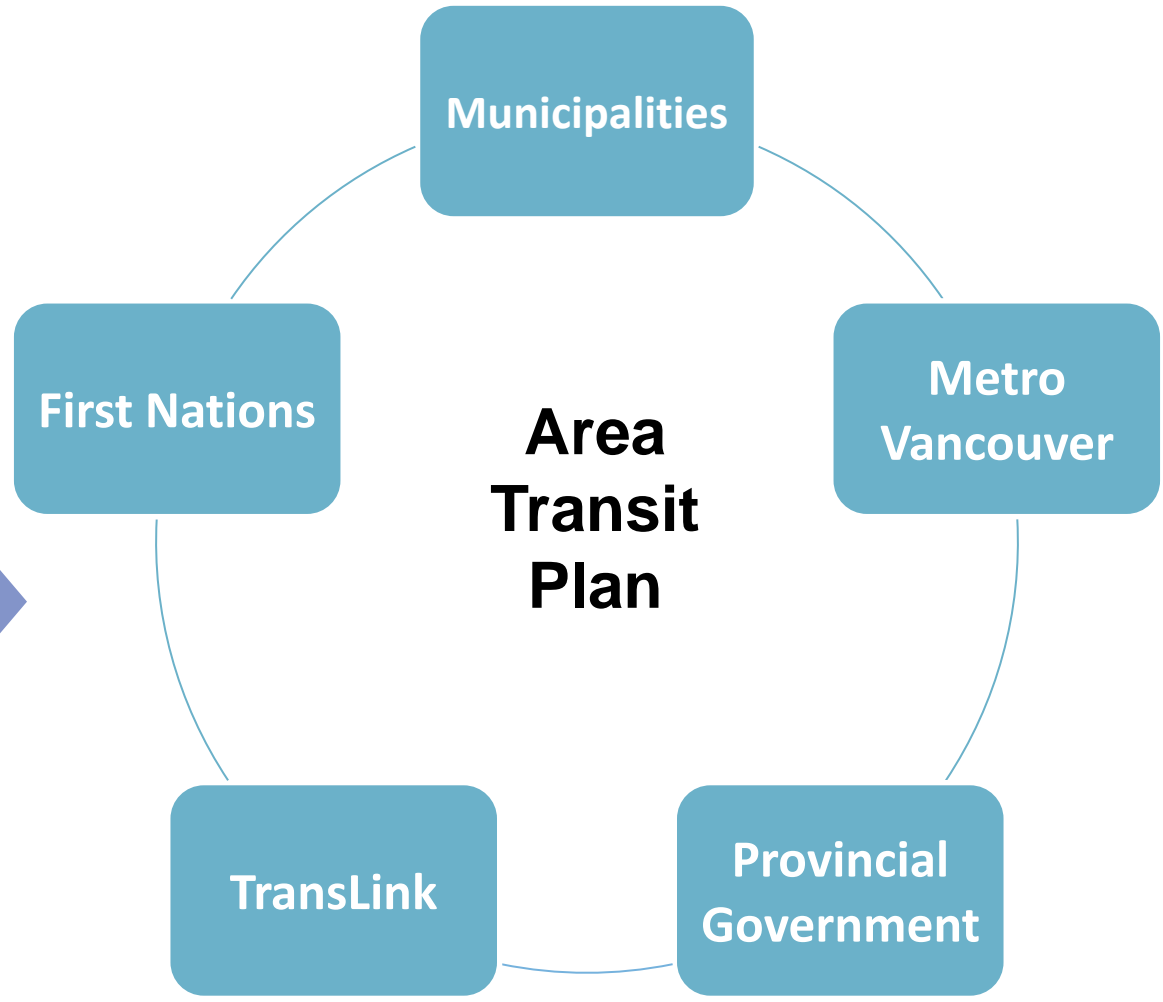 Municipalities
First Nations
Metro
Vancouver
Area
Transit
Plan
TransLink
Provincial
Government